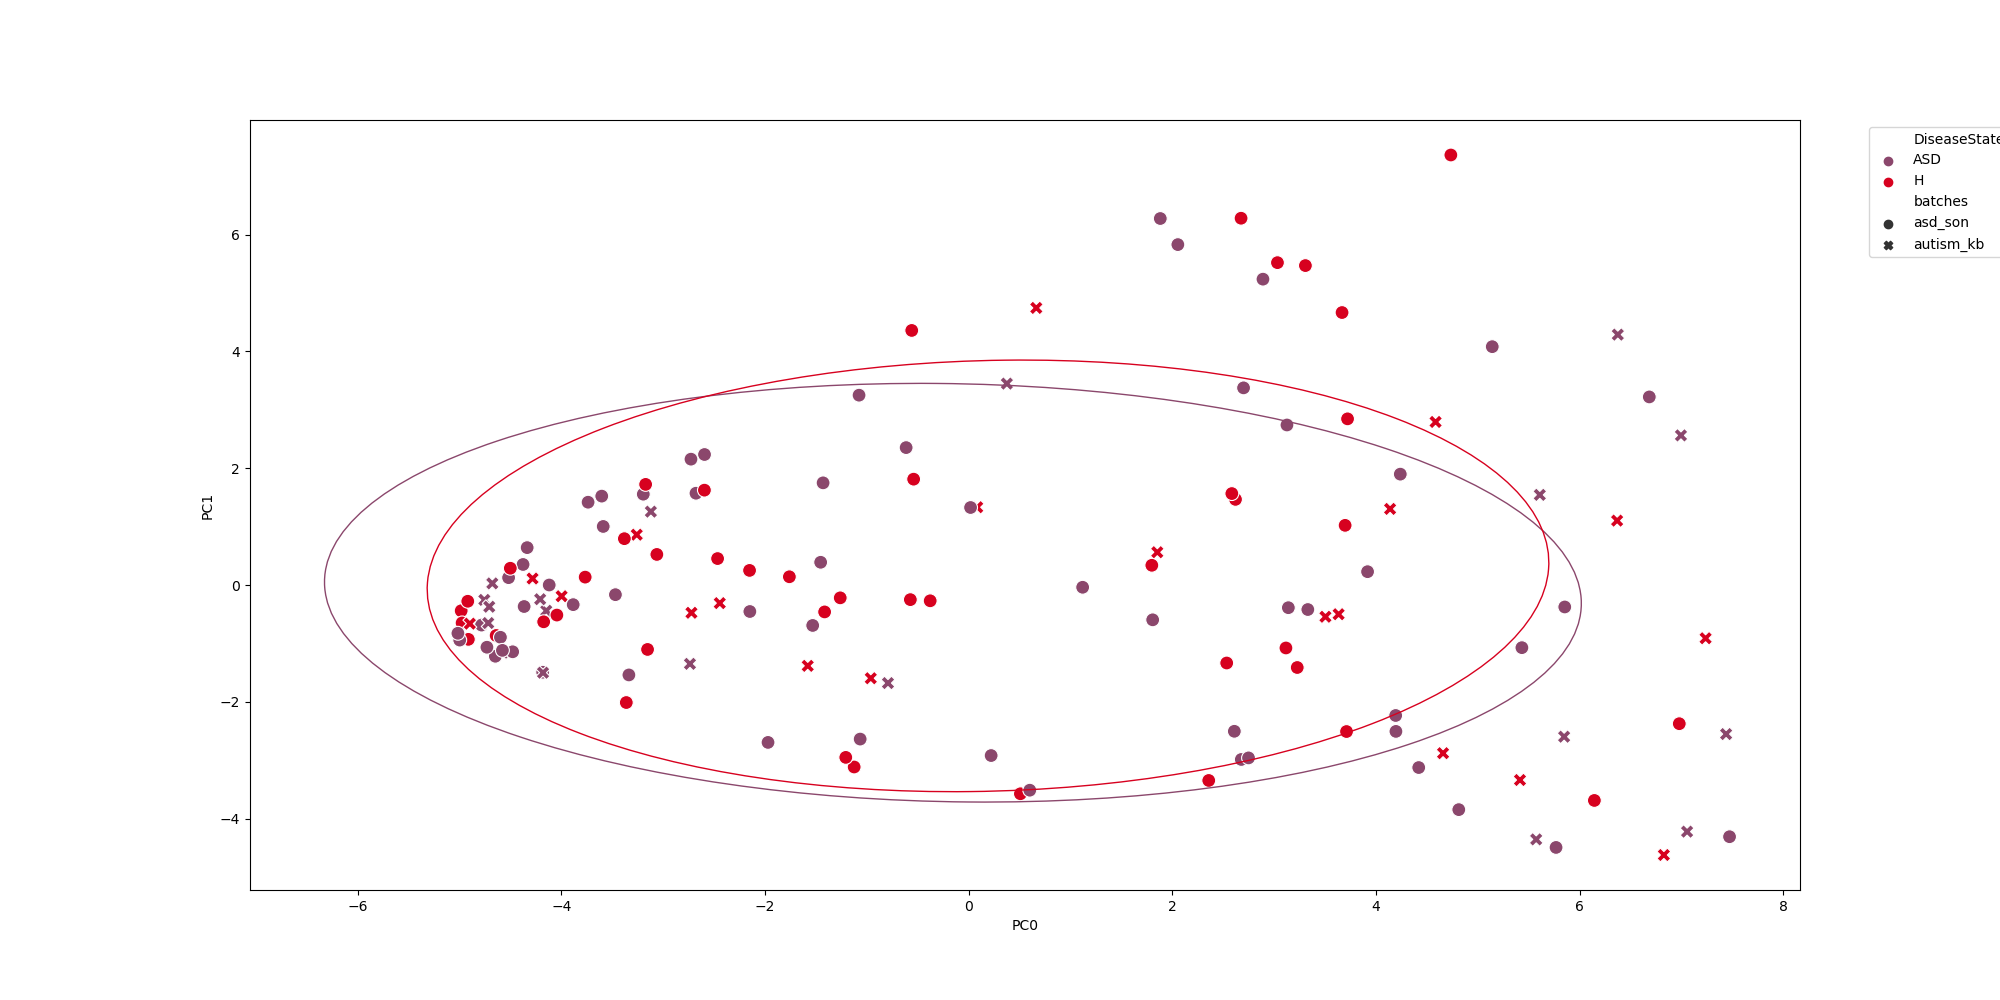 DiseaseState
ASD
H
batches
asd_son
autism_kb
PC1
6
4
2
0
−2
−4
−6
−4
−2
0
2
4
6
8
PC0